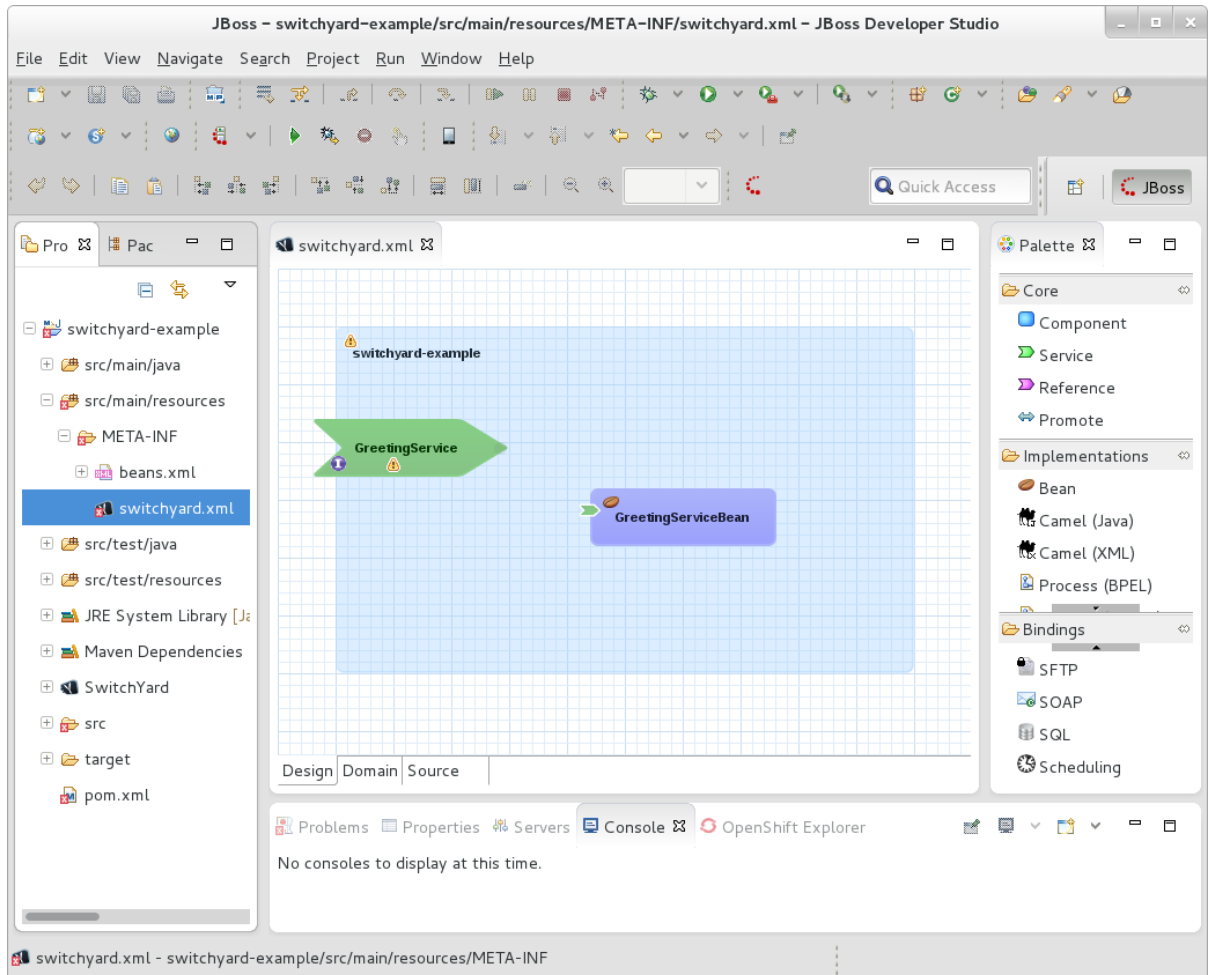 JBoss – switchyard-example/src/main/resources/META-INF/switchyard.xml – JBoss Developer Studio
File Edit View Navigate Search Project Run Window Help
Quick Access
JBoss
Pro
Pac
switchyard-example
src/main/java
src/main/resources
META-INF
beans.xml
switchyard.xml
src/test/java
src/test/resources
JRE System Library [Ja
Maven Dependencies
SwitchYard
src
target
pom.xml
switchyard.xml
switchyard-example
GreetingService
GreetingServiceBean
Design Domain Source
Palette
Core
Component
Service
Reference
Promote
Implementations
Bean
Camel (Java)
Camel (XML)
Process (BPEL)
Bindings
SFTP
SOAP
SQL
Scheduling
Problems Properties Servers Console OpenShift Explorer
No consoles to display at this time.
switchyard.xml - switchyard-example/src/main/resources/META-INF